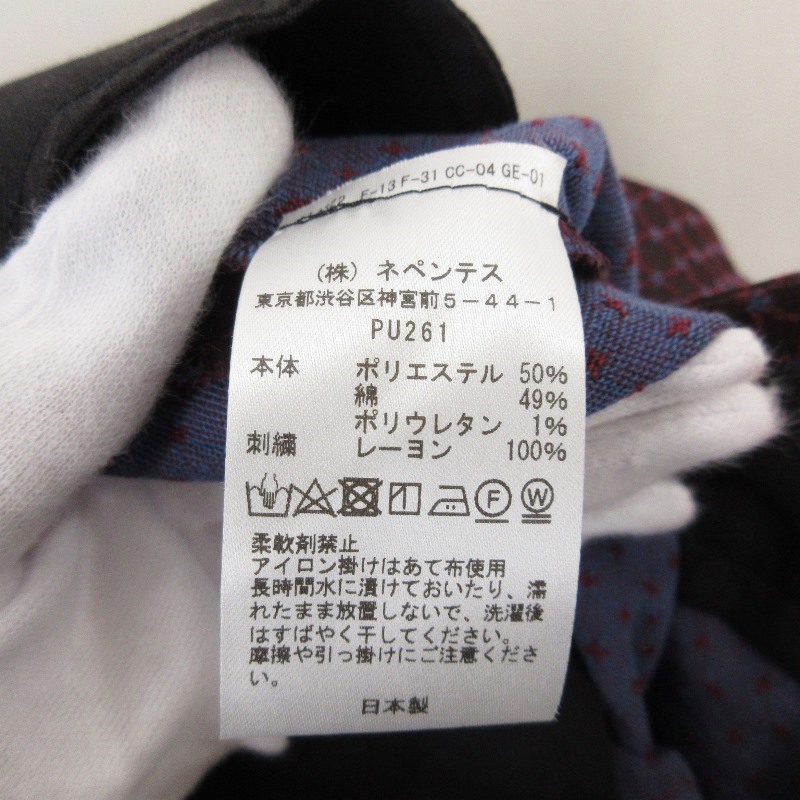 F-13 F-31 CC-04 GE-01
(株) ネペンテス
東京都渋谷区神宮前5-44-1
PU261
本体 ポリエステル 50%
綿 49%
ポリウレタン 1%
刺繍 レーヨン 100%
F W
柔軟剤禁止
アイロン掛けはあて布使用
長時間水に漬けておいたり、濡
れたまま放置しないで、洗濯後
はすばやく干してください。
摩擦や引っ掛けにご注意くださ
い。
日本製